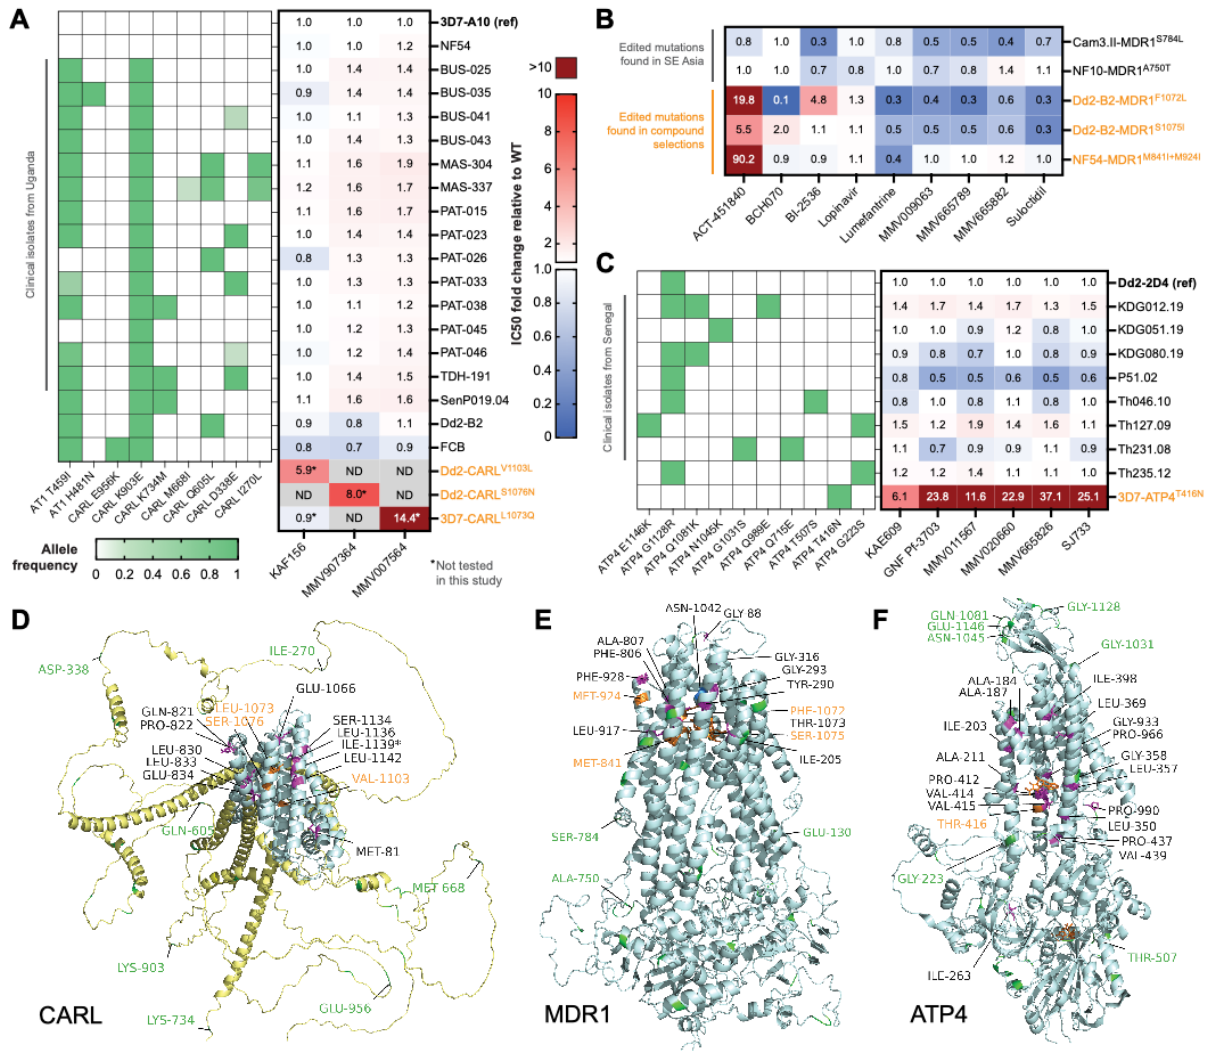 A
1.0 1.0 1.0 3D7-A10 (ref)
1.0 1.0 1.2 NF54
1.0 1.4 1.4 BUS-025
0.9 1.4 1.4 BUS-035
1.0 1.1 1.3 BUS-041
1.0 1.4 1.3 BUS-043
1.1 1.6 1.9 MAS-304
1.2 1.6 1.7 MAS-337
1.1 1.6 1.7 PAT-015
1.0 1.4 1.4 PAT-023
0.8 1.3 1.3 PAT-026
1.0 1.3 1.3 PAT-033
1.0 1.1 1.2 PAT-038
1.0 1.2 1.3 PAT-045
1.0 1.2 1.4 PAT-046
1.0 1.4 1.5 TDH-191
1.0 1.6 1.6 SenP019.04
0.9 0.8 1.1 Dd2-B2
0.8 0.7 0.9 FCB
5.9* ND ND Dd2-CARL^V1103L
ND 8.0* ND Dd2-CARL^S1076N
0.9* ND 14.4* 3D7-CARL^L1073Q
Clinical isolates from Uganda
AT1 T459I
AT1 H481N
CARL E956K
CARL K903E
CARL K734M
CARL M668I
CARL Q605L
CARL D338E
CARL I270L
KAF156
MMV907364
MMV007564
*Not tested
in this study
Allele
frequency
0 0.2 0.4 0.6 0.8 1
>10
10
8
6
4
2
1.0
0.8
0.6
0.4
0.2
0
IC50 fold change relative to WT
B
Edited mutations
found in SE Asia
Edited mutations
found in compound
selections
0.8 1.0 0.3 1.0 0.8 0.5 0.5 0.4 0.7 Cam3.II-MDR1^S784L
1.0 1.0 0.7 0.8 1.0 0.7 0.8 1.4 1.1 NF10-MDR1^A750T
19.8 0.1 4.8 1.3 0.3 0.4 0.3 0.6 0.3 Dd2-B2-MDR1^F1072L
5.5 2.0 1.1 1.1 0.5 0.5 0.5 0.6 0.3 Dd2-B2-MDR1^S1075I
90.2 0.9 0.9 1.1 0.4 1.0 1.0 1.2 1.0 NF54-MDR1^M841I+M924I
ACT-451840
BCH070
BI-2536
Lopinavir
Lumefantrine
MMV009063
MMV665789
MMV665882
Suloctidil
C
1.0 1.0 1.0 1.0 1.0 1.0 Dd2-2D4 (ref)
1.4 1.7 1.4 1.7 1.3 1.5 KDG012.19
1.0 1.0 0.9 1.2 0.8 1.0 KDG051.19
0.9 0.8 0.7 1.0 0.8 0.9 KDG080.19
0.8 0.5 0.5 0.6 0.5 0.6 P51.02
0.8 1.0 0.8 1.0 0.8 1.0 Th046.10
1.5 1.2 1.9 1.4 1.6 1.1 Th127.09
1.1 0.7 0.9 1.1 0.8 0.9 Th231.08
1.2 1.2 1.4 1.1 1.1 1.0 Th235.12
6.1 23.8 11.6 22.9 37.1 25.1 3D7-ATP4^T416N
Clinical isolates from Senegal
ATP4 E1146K
ATP4 G1128R
ATP4 Q1081K
ATP4 N1045K
ATP4 G1031S
ATP4 Q989E
ATP4 Q715E
ATP4 T507S
ATP4 T416N
ATP4 G223S
KAE609
GNF Pf-3703
MMV011567
MMV020660
MMV665826
SJ733
D
ASP-338
ILE-270
GLU-1066
GLN-821
PRO-822
LEU-1073
SER-1076
SER-1134
LEU-1136
ILE-1139*
LEU-1142
LEU-830
LEU-833
GLU-834
VAL-1103
GLN-605
MET-81
MET 668
LYS-903
GLU-956
LYS-734
CARL
E
ASN-1042
GLY 88
ALA-807
PHE-806
GLY-316
GLY-293
PHE-928
TYR-290
MET-924
PHE-1072
THR-1073
SER-1075
LEU-917
ILE-205
MET-841
SER-784
GLU-130
ALA-750
MDR1
F
GLN-1081
GLU-1146
ASN-1045
GLY-1128
GLY-1031
ALA-184
ALA-187
ILE-398
LEU-369
ILE-203
GLY-933
PRO-966
ALA-211
GLY-358
LEU-357
PRO-412
VAL-414
VAL-415
THR-416
PRO-990
LEU-350
PRO-437
VAL-439
GLY-223
THR-507
ILE-263
ATP4